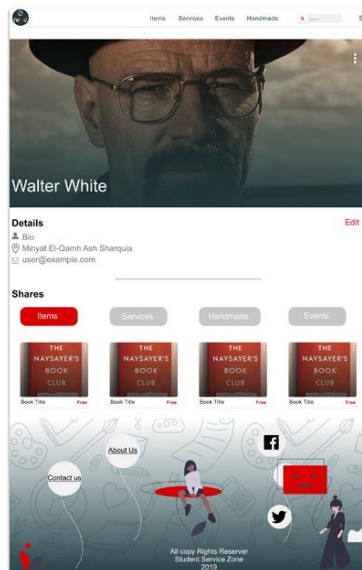 Items Services Events Handmade
Walter White
Details
Edit
Bio
Minyat El-Qamh Ash Sharquia
user@example.com
Shares
Items
Services
Handmade
Events
THE
NAYSAYER'S
BOOK
CLUB
Book Title Free
THE
NAYSAYER'S
BOOK
CLUB
Book Title Free
THE
NAYSAYER'S
BOOK
CLUB
Book Title Free
THE
NAYSAYER'S
BOOK
CLUB
Book Title Free
About Us
Contact us
All copy Rights Reserver
Student Service Zone
2019